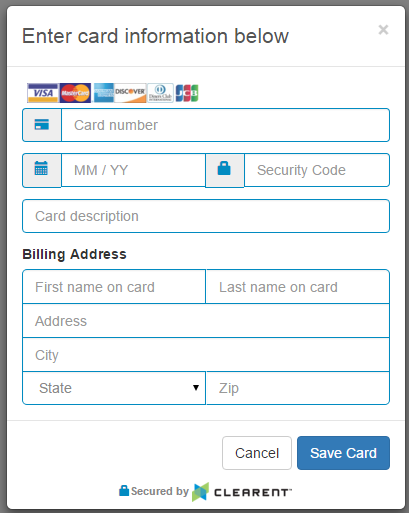 Enter card information below ×
VISA MasterCard DISCOVER Diners Club INTERNATIONAL JCB
Card number
MM / YY Security Code
Card description
Billing Address
First name on card Last name on card
Address
City
State Zip
Cancel Save Card
Secured by CLEARENT